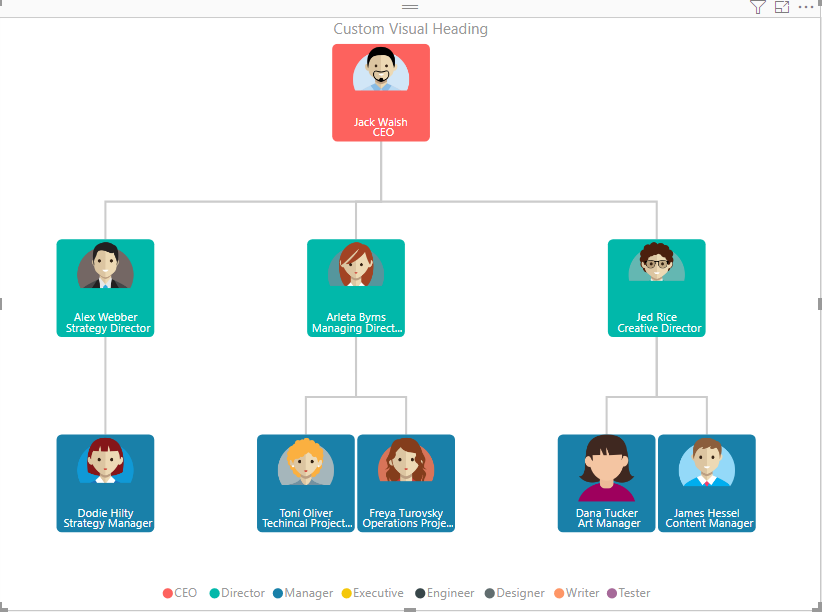 Custom Visual Heading
Jack Walsh
CEO
Alex Webber
Strategy Director
Arleta Byrns
Managing Direct...
Jed Rice
Creative Director
Dodie Hilty
Strategy Manager
Toni Oliver
Techincal Project...
Freya Turovsky
Operations Proje...
Dana Tucker
Art Manager
James Hessel
Content Manager
CEO Director Manager Executive Engineer Designer Writer Tester